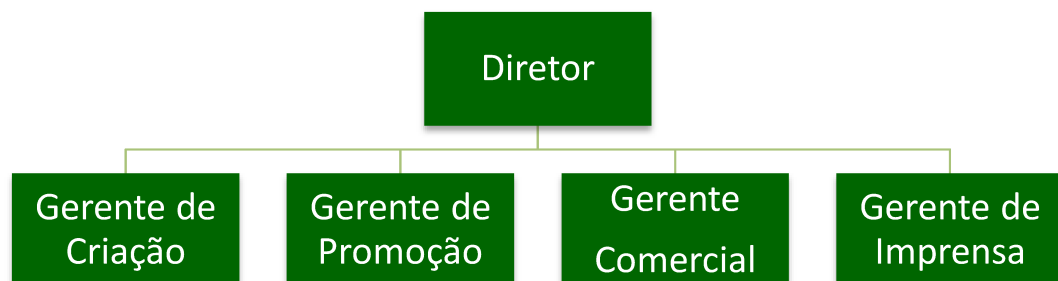 Diretor
Gerente de
Criação
Gerente de
Promoção
Gerente
Comercial
Gerente de
Imprensa